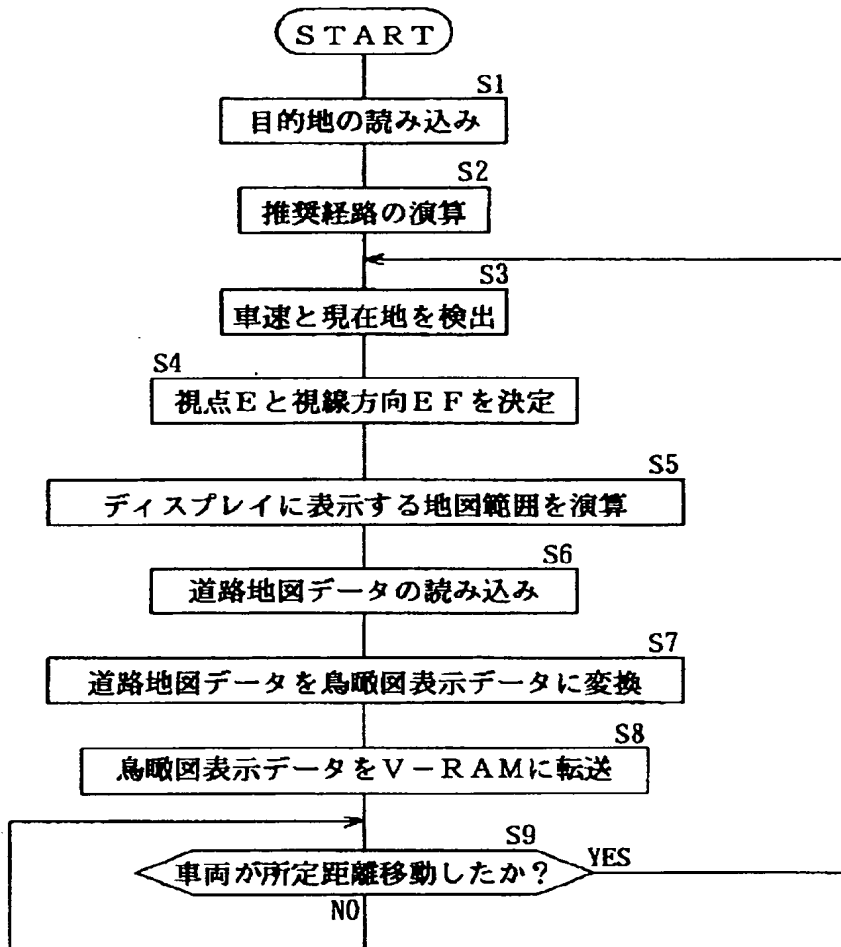 START
S1
目的地の読み込み
S2
推奨経路の演算
S3
車速と現在地を検出
S4
視点Eと視線方向EFを決定
S5
ディスプレイに表示する地図範囲を演算
S6
道路地図データの読み込み
S7
道路地図データを鳥瞰図表示データに変換
S8
鳥瞰図表示データをV-RAMに転送
S9
車両が所定距離移動したか?
YES
NO